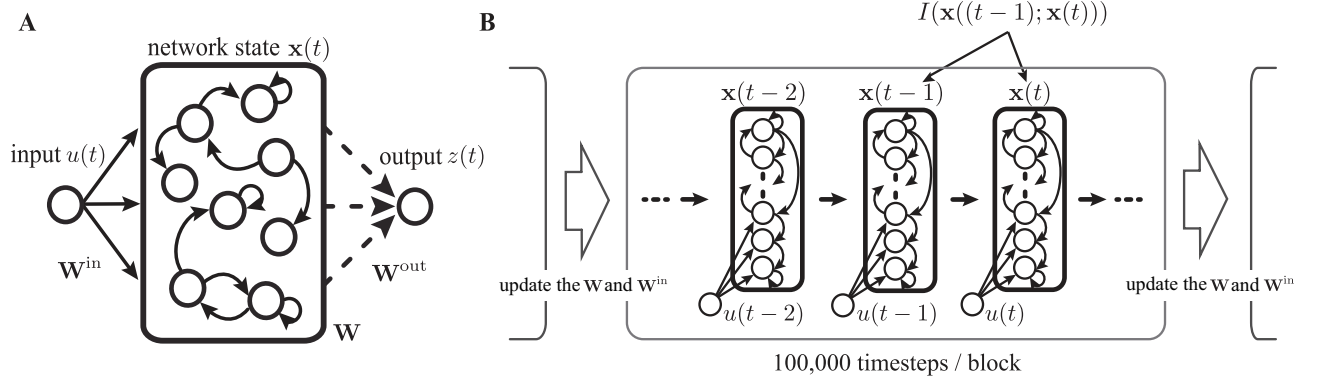 A
network state x(t)
input u(t)
output z(t)
W^in
W^out
W
B
I(x((t − 1); x(t)))
x(t − 2)
x(t − 1)
x(t)
update the W and W^in
update the W and W^in
u(t − 2)
u(t − 1)
u(t)
100,000 timesteps / block